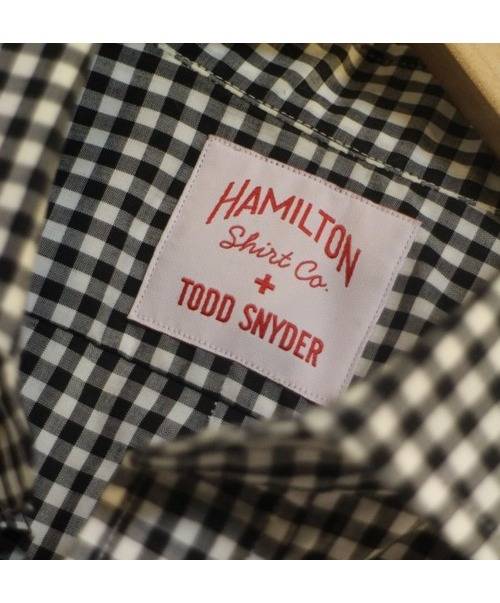 HAMILTON
Shirt Co.
+
TODD SNYDER